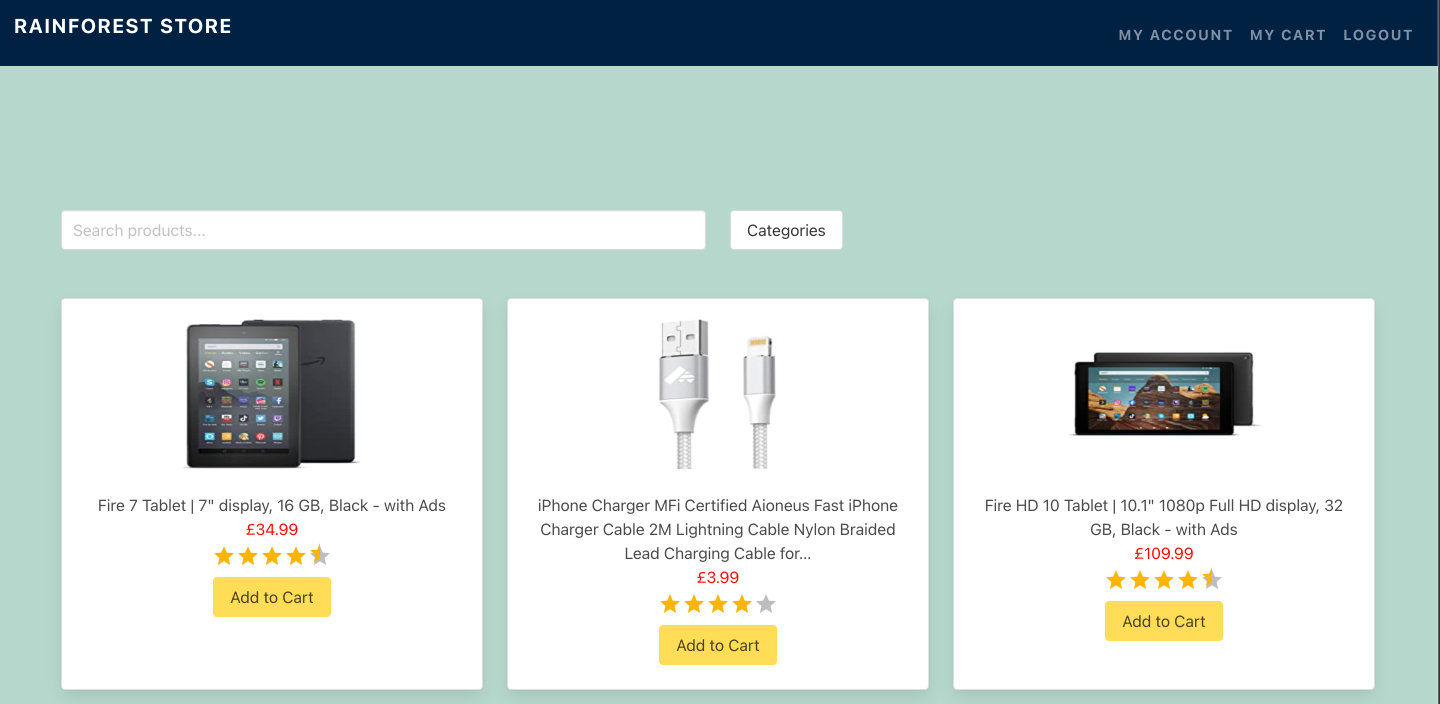 RAINFOREST STORE
MY ACCOUNT MY CART LOGOUT
Search products...
Categories
Fire 7 Tablet | 7" display, 16 GB, Black - with Ads
£34.99
Add to Cart
iPhone Charger MFi Certified Aioneus Fast iPhone
Charger Cable 2M Lightning Cable Nylon Braided
Lead Charging Cable for...
£3.99
Add to Cart
Fire HD 10 Tablet | 10.1" 1080p Full HD display, 32
GB, Black - with Ads
£109.99
Add to Cart